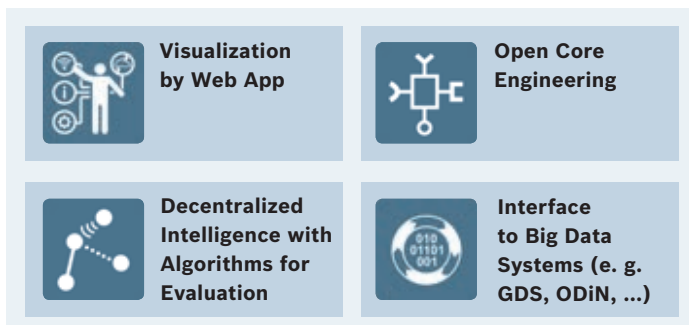 Visualization
by Web App
Open Core
Engineering
Decentralized
Intelligence with
Algorithms for
Evaluation
Interface
to Big Data
Systems (e. g.
GDS, ODiN, ...)
i
010
01101
001